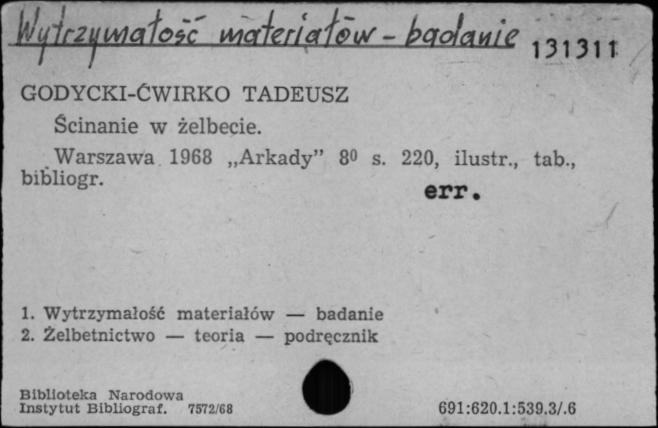 Wytrzymałość materiałów - badanie
131311
GODYCKI-ĆWIRKO TADEUSZ
Ścinanie w żelbecie.
Warszawa 1968 „Arkady” 8⁰ s. 220, ilustr., tab.,
bibliogr.
err.
1. Wytrzymałość materiałów — badanie
2. Żelbetnictwo — teoria — podręcznik
Biblioteka Narodowa
Instytut Bibliograf. 7572/68
691:620.1:539.3/.6